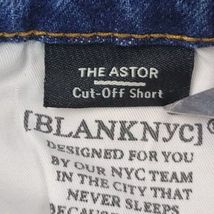 THE ASTOR
Cut-Off Short
[BLANKNYC]®
DESIGNED FOR YOU
BY OUR NYC TEAM
IN THE CITY THAT
NEVER SLEEPS
BECAUSE